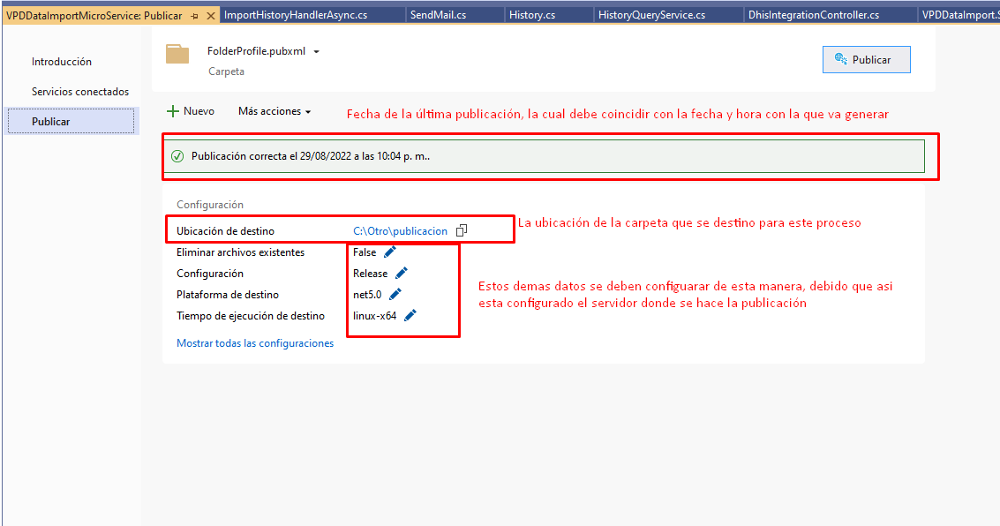 VPDDataImportMicroService: Publicar
ImportHistoryHandlerAsync.cs
SendMail.cs
History.cs
HistoryQueryService.cs
DhisIntegrationController.cs
VPDDataImport.S
Introducción
Servicios conectados
Publicar
FolderProfile.pubxml
Carpeta
Publicar
Nuevo
Más acciones
Fecha de la última publicación, la cual debe coincidir con la fecha y hora con la que va generar
Publicación correcta el 29/08/2022 a las 10:04 p. m..
Configuración
Ubicación de destino C:\Otro\publicacion
La ubicación de la carpeta que se destino para este proceso
Eliminar archivos existentes False
Configuración Release
Plataforma de destino net5.0
Tiempo de ejecución de destino linux-x64
Estos demas datos se deben configuarar de esta manera, debido que asi
esta configurado el servidor donde se hace la publicación
Mostrar todas las configuraciones